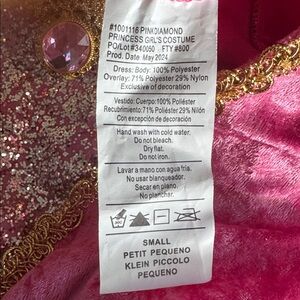 #1001116 PINKDIAMOND
PRINCESS GRL'S COSTUME
PO/Lot #340060 FTY #800
Prod. Date: May 2024
Dress: Body: 100% Polyester
Overlay: 71% Polyester 29% Nylon
Exclusive of decoration
Vestido: Cuerpo: 100% Poliéster
Recubrimiento: 71% Poliéster 29% Nilón
Con excepción de decoración
Hand wash with cold water.
Do not bleach.
Dry flat.
Do not iron.
Lavar a mano con agua fría.
No usar blanqueador.
Secar en plano.
No planchar.
SMALL
PETIT PEQUENO
KLEIN PICCOLO
PEQUENO